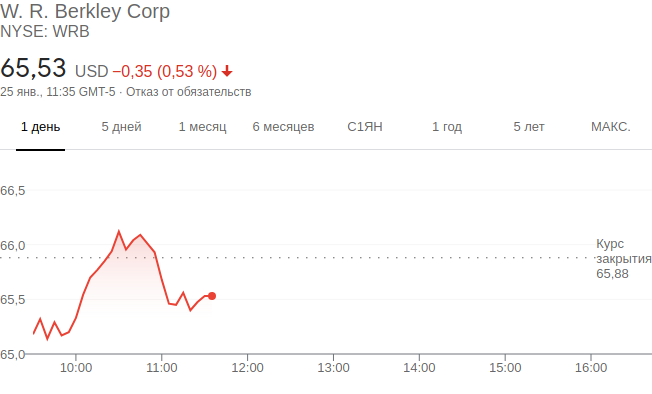 W. R. Berkley Corp
NYSE: WRB
65,53 USD −0,35 (0,53 %)
25 янв., 11:35 GMT-5 · Отказ от обязательств
1 день 5 дней 1 месяц 6 месяцев С1ЯН 1 год 5 лет МАКС.
66,5
66,0
Курс
закрытия
65,88
65,5
65,0
10:00 11:00 12:00 13:00 14:00 15:00 16:00